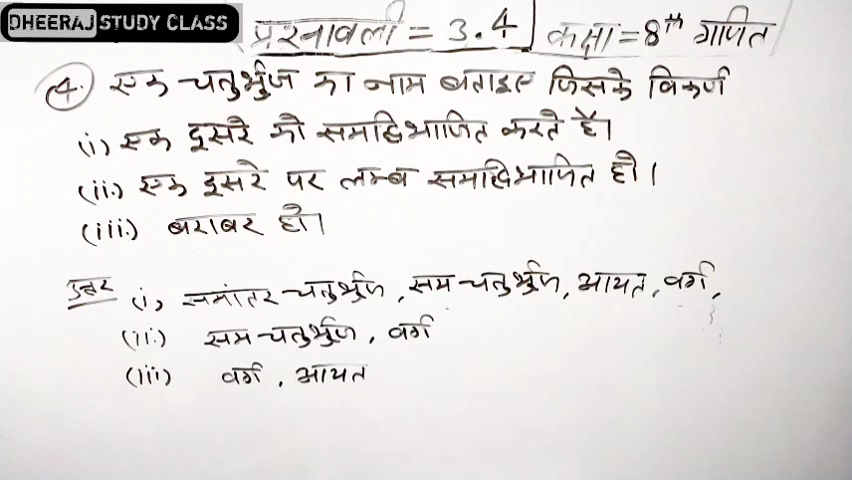 DHEERAJ STUDY CLASS
प्रश्नावली = 3.4 कक्षा = 8th गणित
4. एक चतुर्भुज का नाम बताइए जिसके विकर्ण
(i) एक दूसरे को समद्विभाजित करते है।
(ii.) एक दूसरे पर लम्ब समद्विभाजित हो।
(iii.) बराबर हो।
उत्तर (i) समांतर चतुर्भुज, सम चतुर्भुज, आयत, वर्ग,
(ii.) सम चतुर्भुज, वर्ग
(iii) वर्ग, आयत